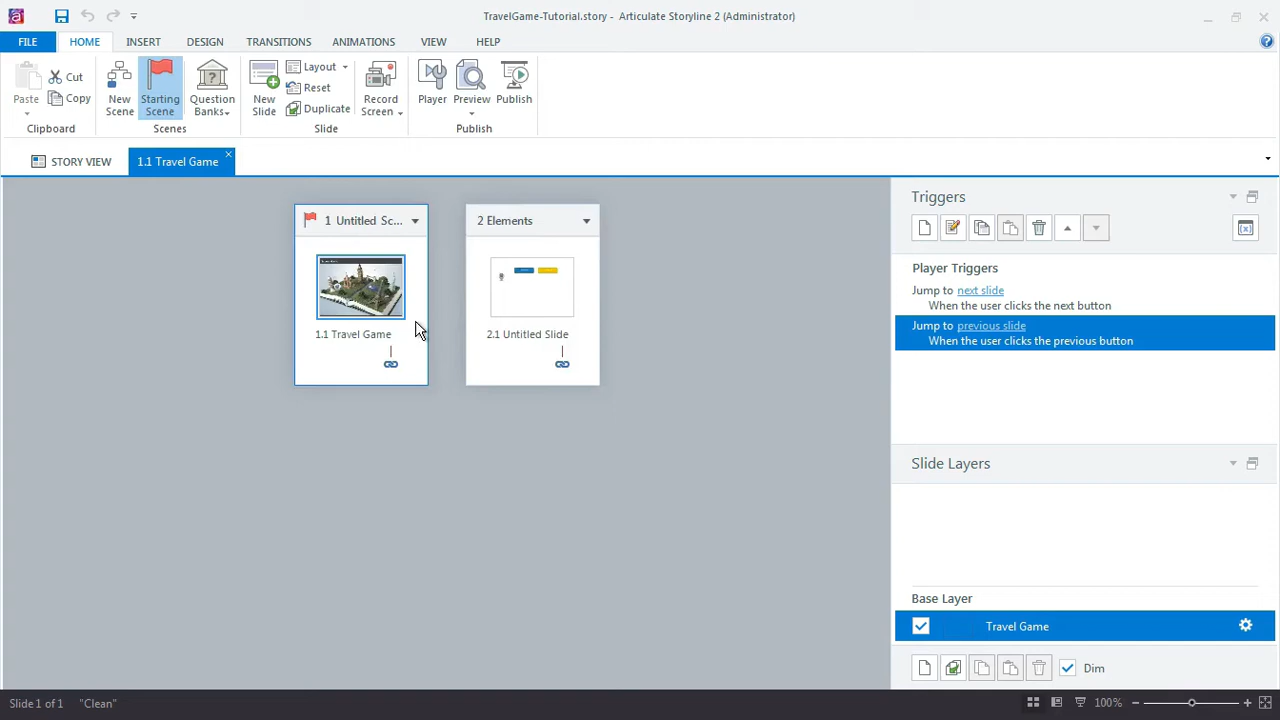 TravelGame-Tutorial.story - Articulate Storyline 2 (Administrator)
FILE HOME INSERT DESIGN TRANSITIONS ANIMATIONS VIEW HELP
Paste
Cut
Copy
Clipboard
New Scene
Starting Scene
Question Banks
Scenes
New Slide
Layout
Reset
Duplicate
Slide
Record Screen
Player
Preview
Publish
Publish
STORY VIEW
1.1 Travel Game
1 Untitled Sc...
1.1 Travel Game
2 Elements
2.1 Untitled Slide
Triggers
Player Triggers
Jump to next slide
When the user clicks the next button
Jump to previous slide
When the user clicks the previous button
Slide Layers
Base Layer
Travel Game
Dim
Slide 1 of 1 "Clean"
100%